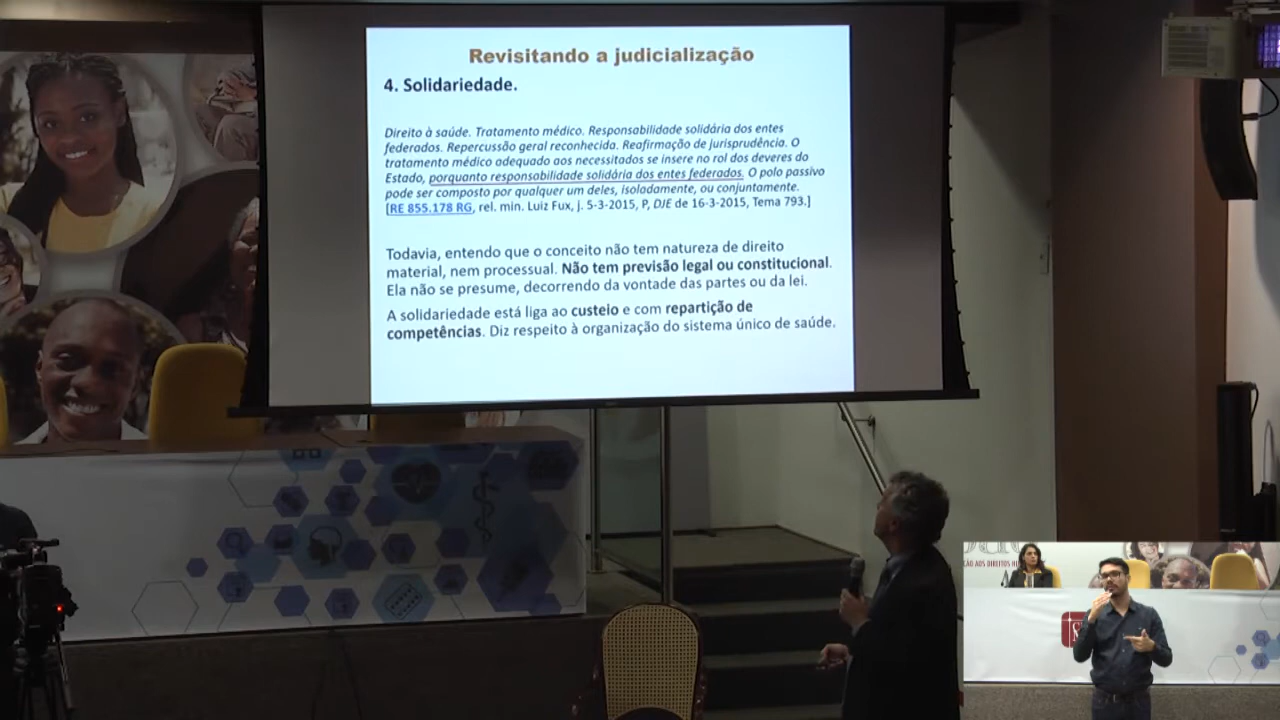 Revisitando a judicialização
4. Solidariedade.
Direito à saúde. Tratamento médico. Responsabilidade solidária dos entes
federados. Repercussão geral reconhecida. Reafirmação de jurisprudência. O
tratamento médico adequado aos necessitados se insere no rol dos deveres do
Estado, porquanto responsabilidade solidária dos entes federados. O polo passivo
pode ser composto por qualquer um deles, isoladamente, ou conjuntamente.
[RE 855.178 RG, rel. min. Luiz Fux, j. 5-3-2015, P, DJE de 16-3-2015, Tema 793.]
Todavia, entendo que o conceito não tem natureza de direito
material, nem processual. Não tem previsão legal ou constitucional.
Ela não se presume, decorrendo da vontade das partes ou da lei.
A solidariedade está liga ao custeio e com repartição de
competências. Diz respeito à organização do sistema único de saúde.
ÇÃO AOS DIREITOS